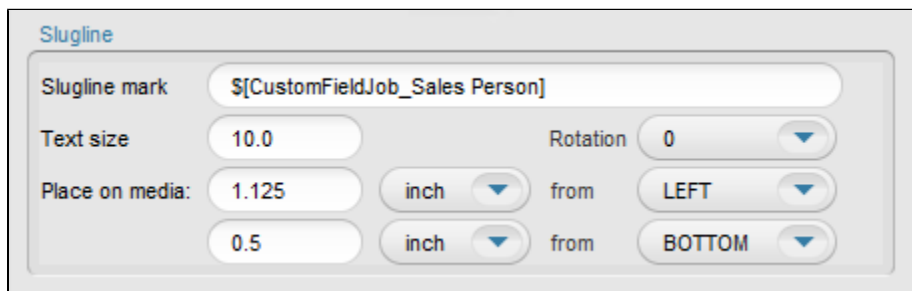 Slugline
Slugline mark $[CustomFieldJob_Sales Person]
Text size 10.0 Rotation 0
Place on media: 1.125 inch from LEFT
0.5 inch from BOTTOM